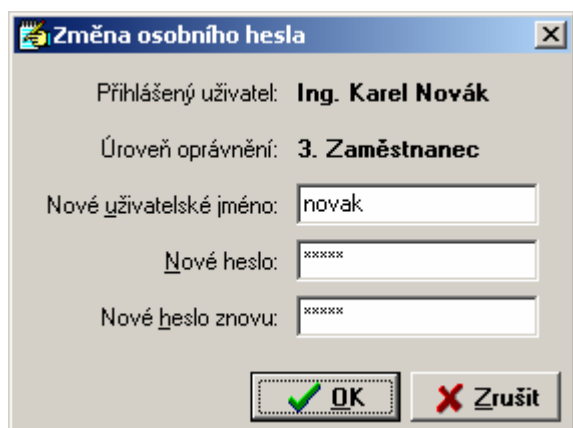 Změna osobního hesla
Přihlášený uživatel: Ing. Karel Novák
Úroveň oprávnění: 3. Zaměstnanec
Nové uživatelské jméno: novak
Nové heslo: *****
Nové heslo znovu: *****
OK Zrušit